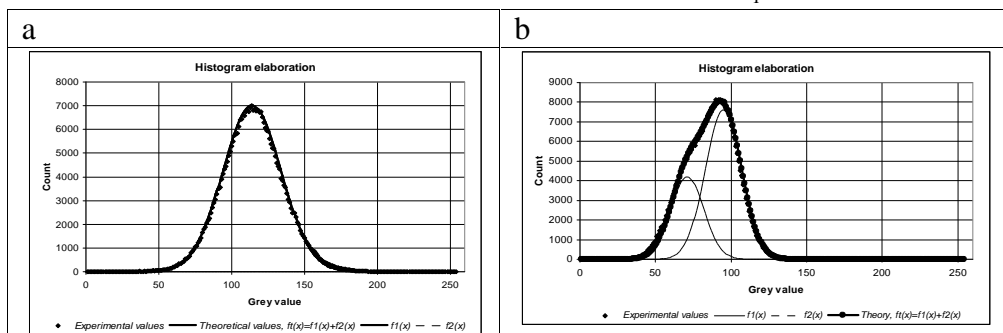 a
b
Histogram elaboration
8000
7000
6000
5000
4000
3000
2000
1000
0
Count
0 50 100 150 200 250
Grey value
Experimental values Theoretical values, ft(x)=f1(x)+f2(x) f1(x) f2(x)
Histogram elaboration
9000
8000
7000
6000
5000
4000
3000
2000
1000
0
Count
0 50 100 150 200 250
Grey value
Experimental values f1(x) f2(x) Theory, ft(x)=f1(x)+f2(x)